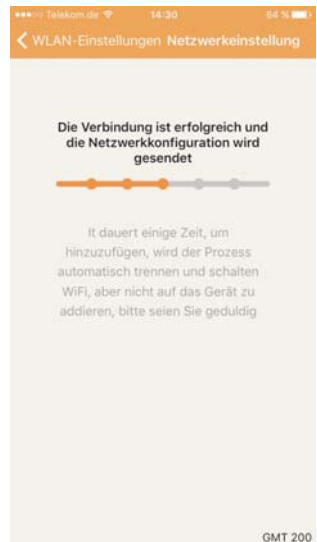 Telekom.de 14:30 64 %
WLAN-Einstellungen Netzwerkeinstellung
Die Verbindung ist erfolgreich und
die Netzwerkkonfiguration wird
gesendet
It dauert einige Zeit, um
hinzuzufügen, wird der Prozess
automatisch trennen und schalten
WiFi, aber nicht auf das Gerät zu
addieren, bitte seien Sie geduldig
GMT 200